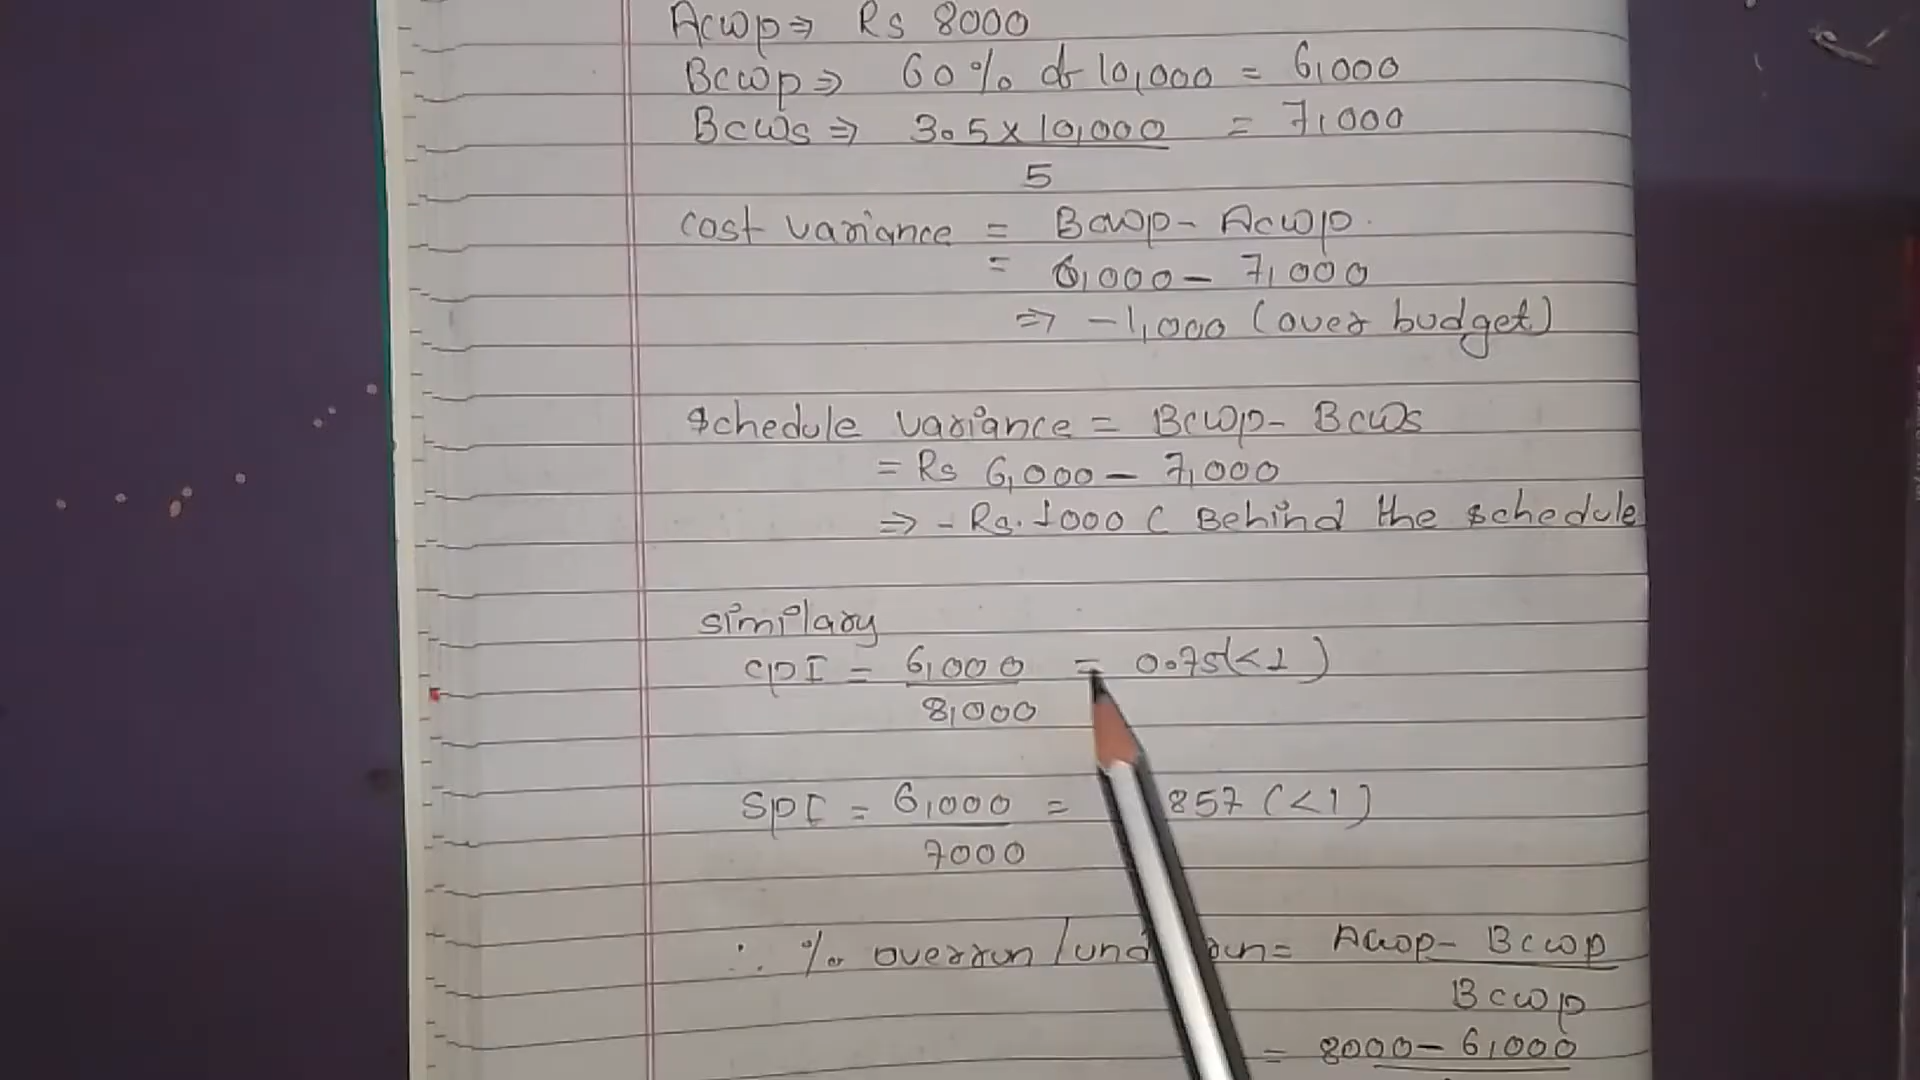 Acwp ⇒ Rs 8000
Bcwp ⇒ 60% of 10,000 = 6,000
Bcws ⇒ 3.5 x 10,000 = 7,000
5
cost variance = Bcwp - Acwp.
= 6,000 - 7,000
⇒ -1,000 (over budget)
Schedule variance = Bcwp - Bcws
= Rs 6,000 - 7,000
⇒ - Rs. 1000 ( Behind the schedule
similary
CPI = 6,000 = 0.75(<1)
8,000
SPI = 6,000 = 857 (<1)
7000
∴ % overrun / = Acwp - Bcwp
Bcwp
= 8000 - 6,000